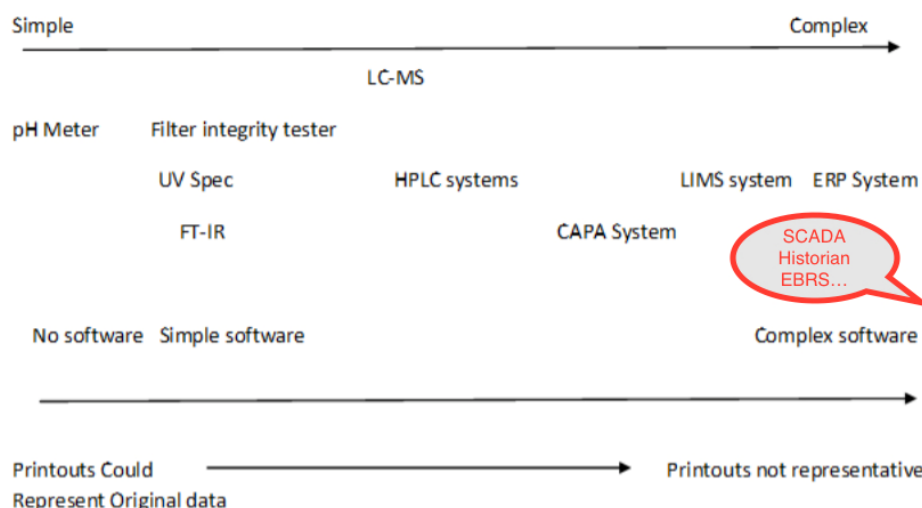 Simple
Complex
LC-MS
pH Meter
Filter integrity tester
UV Spec
HPLC systems
LIMS system
ERP System
FT-IR
CAPA System
SCADA
Historian
EBRS...
No software
Simple software
Complex software
Printouts Could
Represent Original data
Printouts not representative